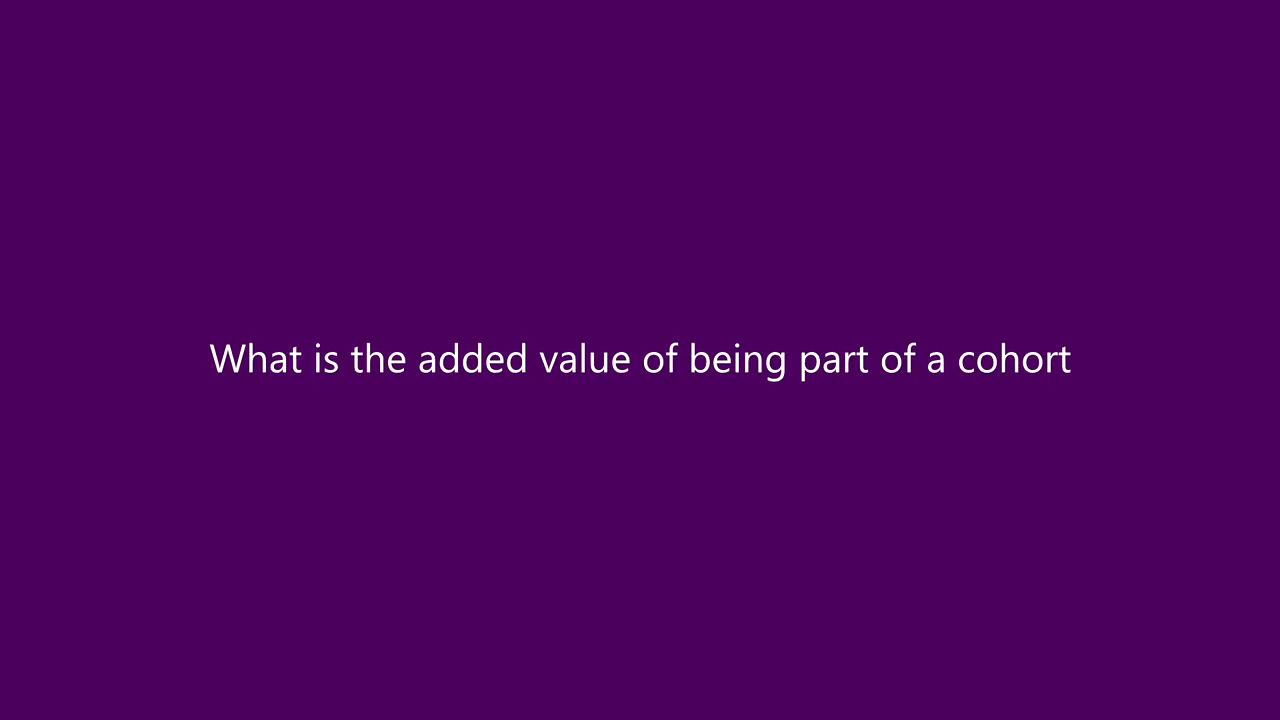 What is the added value of being part of a cohort